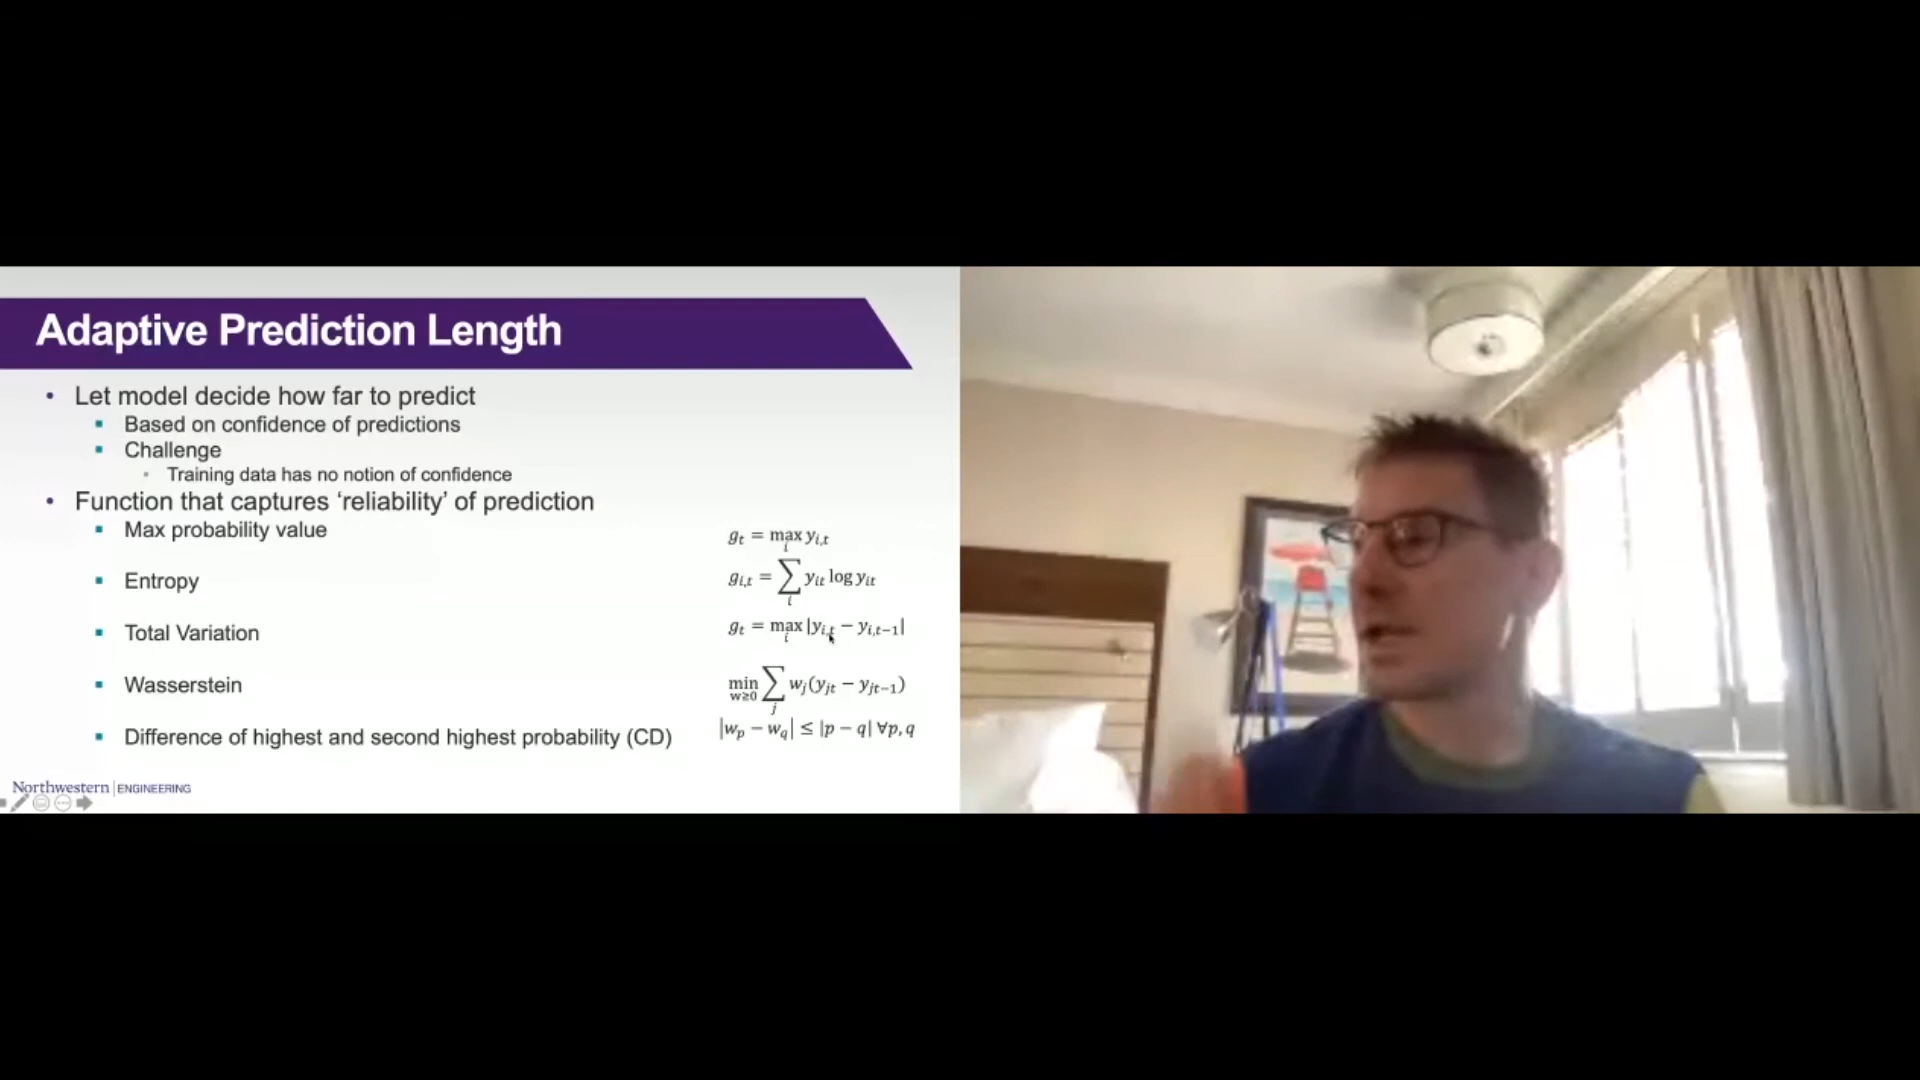 Adaptive Prediction Length
• Let model decide how far to predict
▪ Based on confidence of predictions
▪ Challenge
• Training data has no notion of confidence
• Function that captures ‘reliability’ of prediction
▪ Max probability value
g_t = max_i y_{i,t}
▪ Entropy
g_{i,t} = ∑_i y_{it} log y_{it}
▪ Total Variation
g_t = max_i |y_{i,t} − y_{i,t−1}|
▪ Wasserstein
min_{w≥0} ∑_j w_j(y_{jt} − y_{jt−1})
|w_p − w_q| ≤ |p − q| ∀p, q
▪ Difference of highest and second highest probability (CD)
Northwestern | ENGINEERING